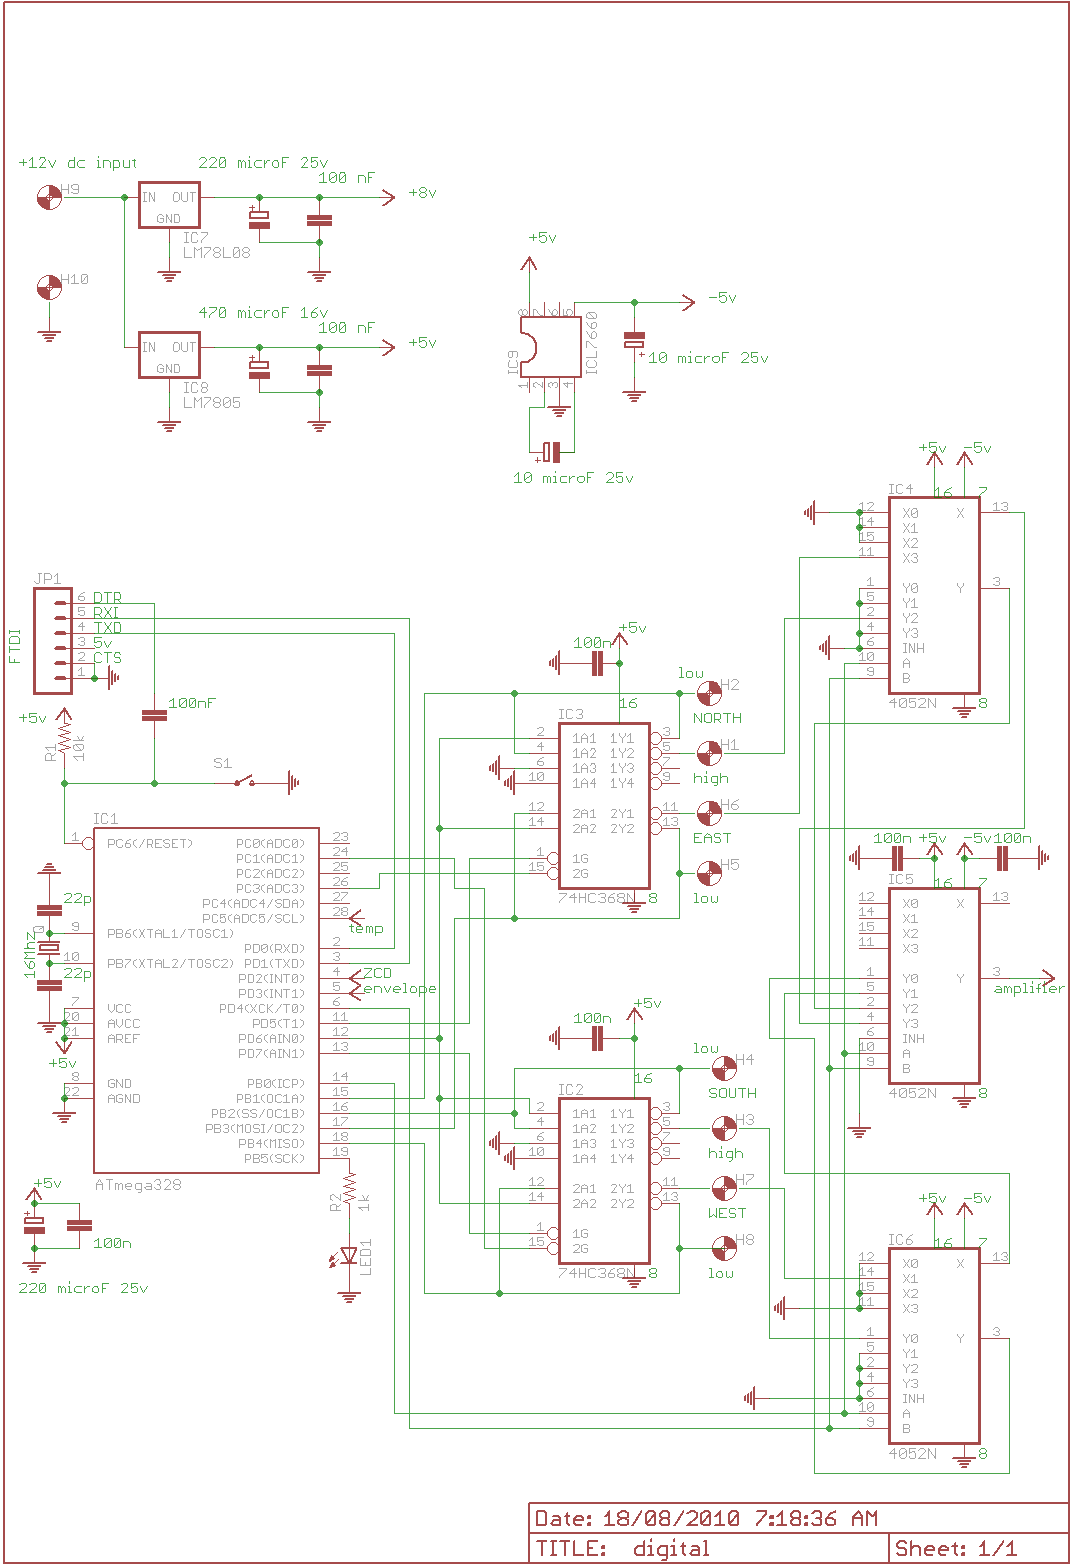 +12v dc input
220 microF 25v
100 nF
H9
IN OUT
GND
+8v
IC7
LM78L08
H10
470 microF 16v
100 nF
IN OUT
GND
+5v
IC8
LM7805
+5v
8 7 6 5
-5v
IC9
ICL7660
1 2 3 4
10 microF 25v
10 microF 25v
JP1
FTDI
6 DTR
5 RXI
4 TXD
3 5v
2 CTS
1
+5v
R1
10k
100nF
S1
IC1
1 PC6(/RESET)
PC0(ADC0) 23
PC1(ADC1) 24
PC2(ADC2) 25
PC3(ADC3) 26
PC4(ADC4/SDA) 27
PC5(ADC5/SCL) 28
temp
22p
Q
16Mhz
22p
9 PB6(XTAL1/TOSC1)
10 PB7(XTAL2/TOSC2)
PD0(RXD) 2
PD1(TXD) 3
PD2(INT0) 4
ZCD
PD3(INT1) 5
envelope
PD4(XCK/T0) 6
PD5(T1) 11
PD6(AIN0) 12
PD7(AIN1) 13
7 VCC
20 AVCC
21 AREF
+5v
8 GND
22 AGND
PB0(ICP) 14
PB1(OC1A) 15
PB2(SS/OC1B) 16
PB3(MOSI/OC2) 17
PB4(MISO) 18
PB5(SCK) 19
ATmega328
+5v
100n
220 microF 25v
R2
1k
LED1
100n
+5v
IC3
16
2 1A1 1Y1 3
4 1A2 1Y2 5
6 1A3 1Y3 7
10 1A4 1Y4 9
12 2A1 2Y1 11
14 2A2 2Y2 13
1 1G
15 2G
74HC368N
8
low
H2
NORTH
H1
high
H6
EAST
H5
low
100n
+5v
IC2
16
2 1A1 1Y1 3
4 1A2 1Y2 5
6 1A3 1Y3 7
10 1A4 1Y4 9
12 2A1 2Y1 11
14 2A2 2Y2 13
1 1G
15 2G
74HC368N
8
low
H4
SOUTH
H3
high
H7
WEST
H8
low
+5v -5v
IC4
16 7
12 X0 X 13
14 X1
15 X2
11 X3
1 Y0 Y 3
5 Y1
2 Y2
4 Y3
6 INH
10 A
9 B
4052N
8
100n +5v -5v 100n
IC5
16 7
12 X0 X 13
14 X1
15 X2
11 X3
1 Y0 Y 3
5 Y1
2 Y2
4 Y3
6 INH
10 A
9 B
amplifier
4052N
8
+5v -5v
IC6
16 7
12 X0 X 13
14 X1
15 X2
11 X3
1 Y0 Y 3
5 Y1
2 Y2
4 Y3
6 INH
10 A
9 B
4052N
8
Date: 18/08/2010 7:18:36 AM
TITLE: digital
Sheet: 1/1